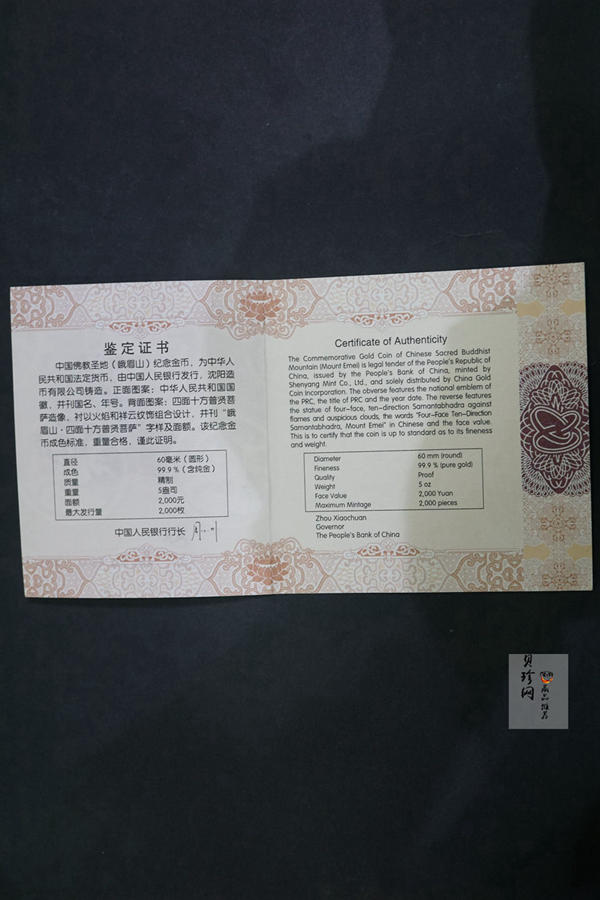 鉴定证书
中国佛教圣地（峨眉山）纪念金币，为中华人
民共和国法定货币，由中国人民银行发行，沈阳造
币有限公司铸造。正面图案：中华人民共和国国
徽，并刊国名、年号。背面图案：四面十方普贤菩
萨造像，衬以火焰和祥云纹饰组合设计，并刊“峨
眉山·四面十方普贤菩萨”字样及面额。该纪念金
币成色标准，重量合格，谨此证明。
直径 60毫米（圆形）
成色 99.9%（含纯金）
质量 精制
重量 5盎司
面额 2,000元
最大发行量 2,000枚
中国人民银行行长
Certificate of Authenticity
The Commemorative Gold Coin of Chinese Sacred Buddhist
Mountain (Mount Emei) is legal tender of the People's Republic of
China, issued by the People's Bank of China, minted by
Shenyang Mint Co., Ltd., and solely distributed by China Gold
Coin Incorporation. The obverse features the national emblem of
the PRC, the title of PRC and the year date. The reverse features
the statue of four-face, ten-direction Samantabhadra against
flames and auspicious clouds, the words "Four-Face Ten-Direction
Samantabhadra, Mount Emei" in Chinese and the face value.
This is to certify that the coin is up to standard as to its fineness
and weight.
Diameter 60 mm (round)
Fineness 99.9 % (pure gold)
Quality Proof
Weight 5 oz
Face Value 2,000 Yuan
Maximum Mintage 2,000 pieces
Zhou Xiaochuan
Governor
The People's Bank of China
贝珍网
藏品推荐